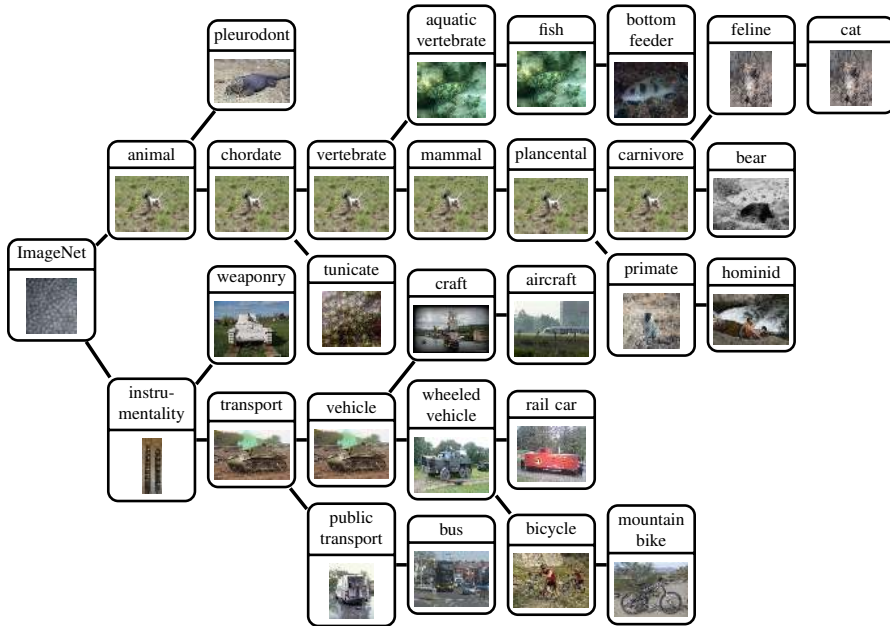 pleurodont
aquatic
vertebrate
fish
bottom
feeder
feline
cat
animal
chordate
vertebrate
mammal
plancental
carnivore
bear
ImageNet
weaponry
tunicate
craft
aircraft
primate
hominid
instru-
mentality
transport
vehicle
wheeled
vehicle
rail car
public
transport
bus
bicycle
mountain
bike